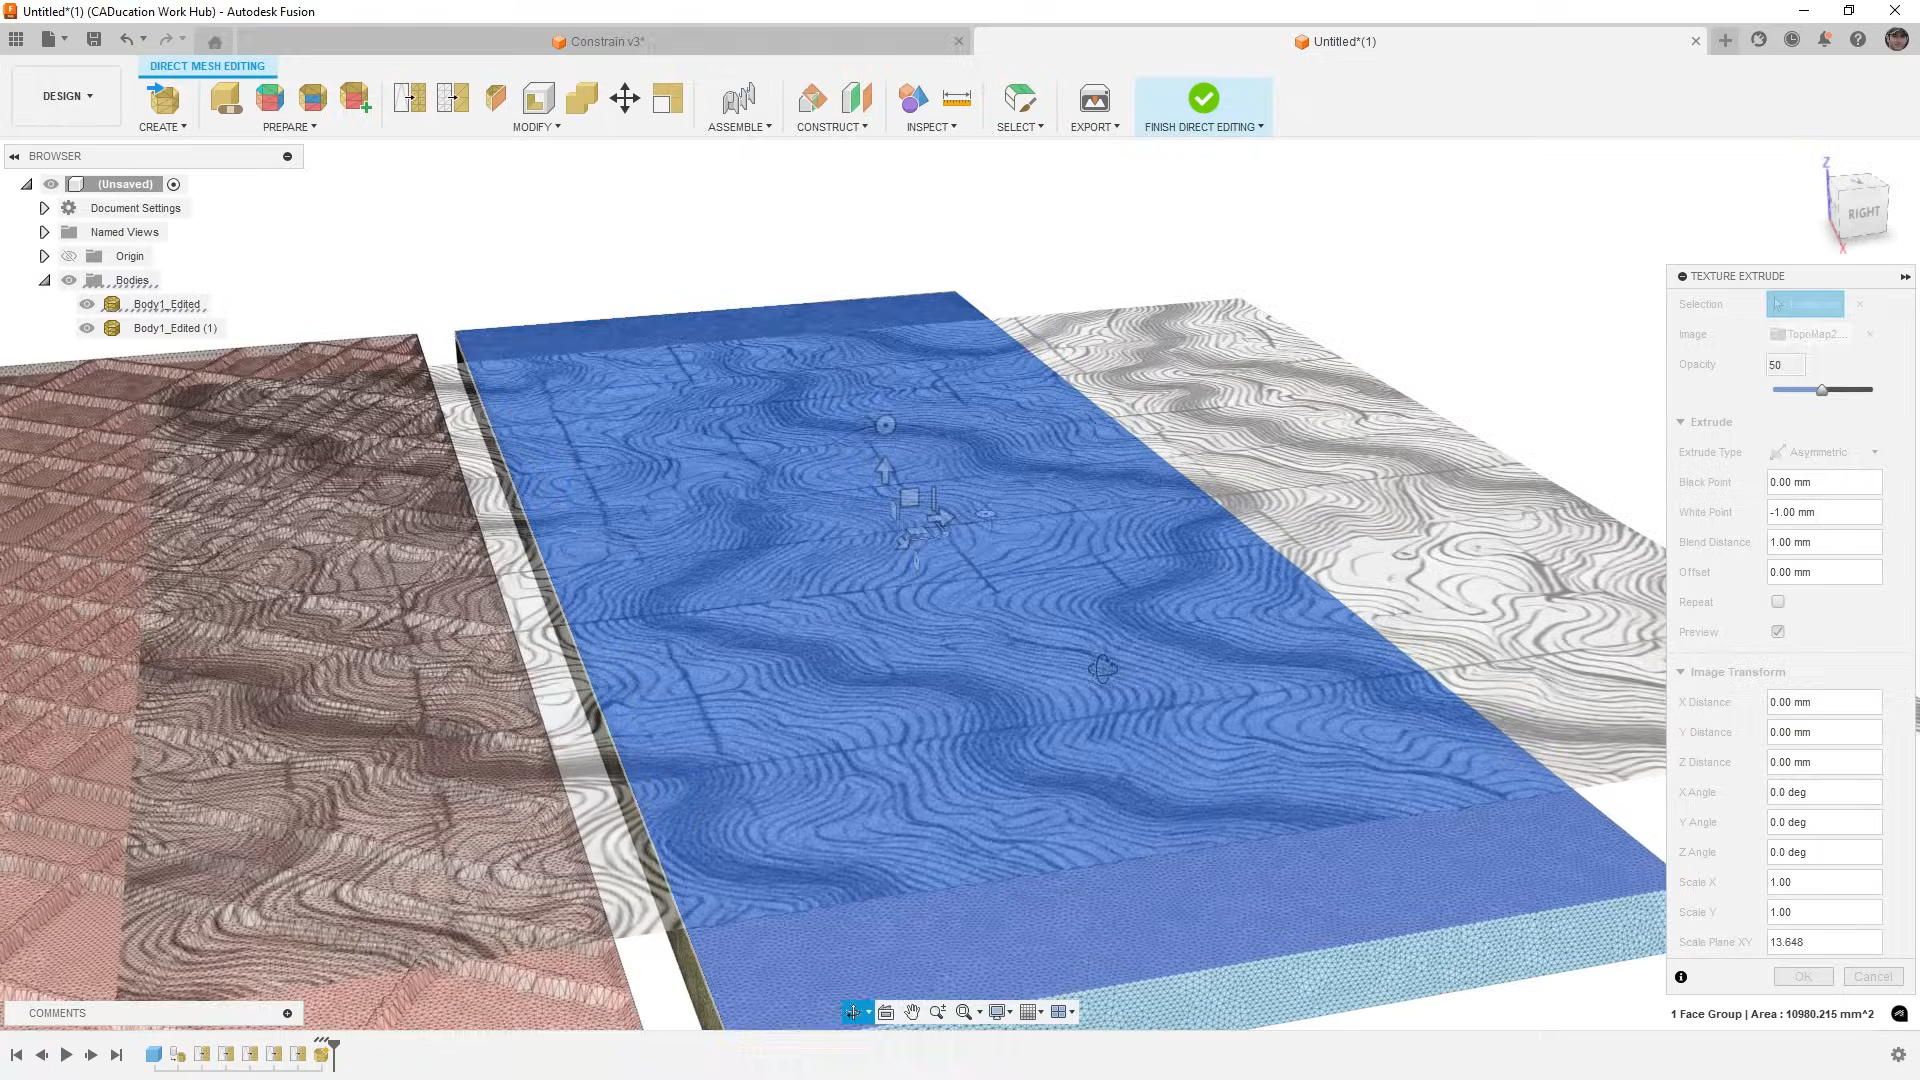 Untitled*(1) (CADucation Work Hub) - Autodesk Fusion
Constrain v3*
Untitled*(1)
DESIGN
DIRECT MESH EDITING
CREATE
PREPARE
MODIFY
ASSEMBLE
CONSTRUCT
INSPECT
SELECT
EXPORT
FINISH DIRECT EDITING
BROWSER
(Unsaved)
Document Settings
Named Views
Origin
Bodies
Body1_Edited
Body1_Edited (1)
Z
RIGHT
X
TEXTURE EXTRUDE
Selection
Image TopoMap2...
Opacity 50
Extrude
Extrude Type Asymmetric
Black Point 0.00 mm
White Point -1.00 mm
Blend Distance 1.00 mm
Offset 0.00 mm
Repeat
Preview
Image Transform
X Distance 0.00 mm
Y Distance 0.00 mm
Z Distance 0.00 mm
X Angle 0.0 deg
Y Angle 0.0 deg
Z Angle 0.0 deg
Scale X 1.00
Scale Y 1.00
Scale Plane XY 13.648
OK Cancel
COMMENTS
1 Face Group | Area : 10980.215 mm^2